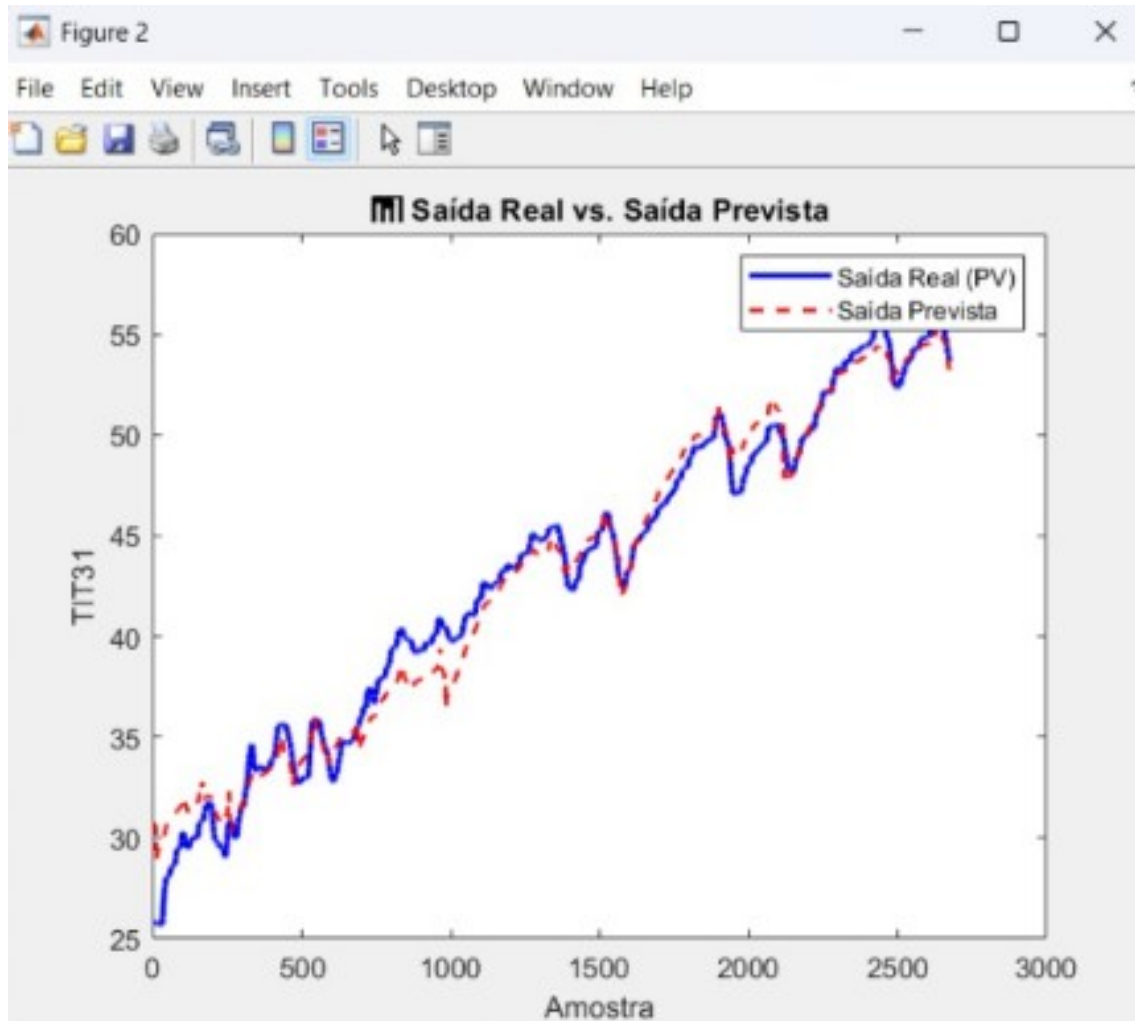 Figure 2
File Edit View Insert Tools Desktop Window Help
Saída Real vs. Saída Prevista
60
55
50
45
40
35
30
25
TIT31
Saída Real (PV)
Saída Prevista
0 500 1000 1500 2000 2500 3000
Amostra